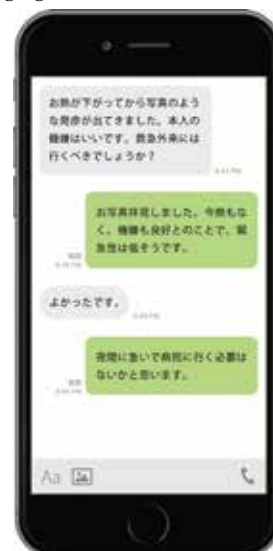 お熱が下がってから写真のよう
な発疹が出てきました。本人の
機嫌はいいです。救急外来には
行くべきでしょうか？
お写真拝見しました。今熱もな
く、機嫌も良好とのことで、緊
急性は低そうです。
よかったです。
夜間に急いで病院に行く必要は
ないかと思います。
Aa